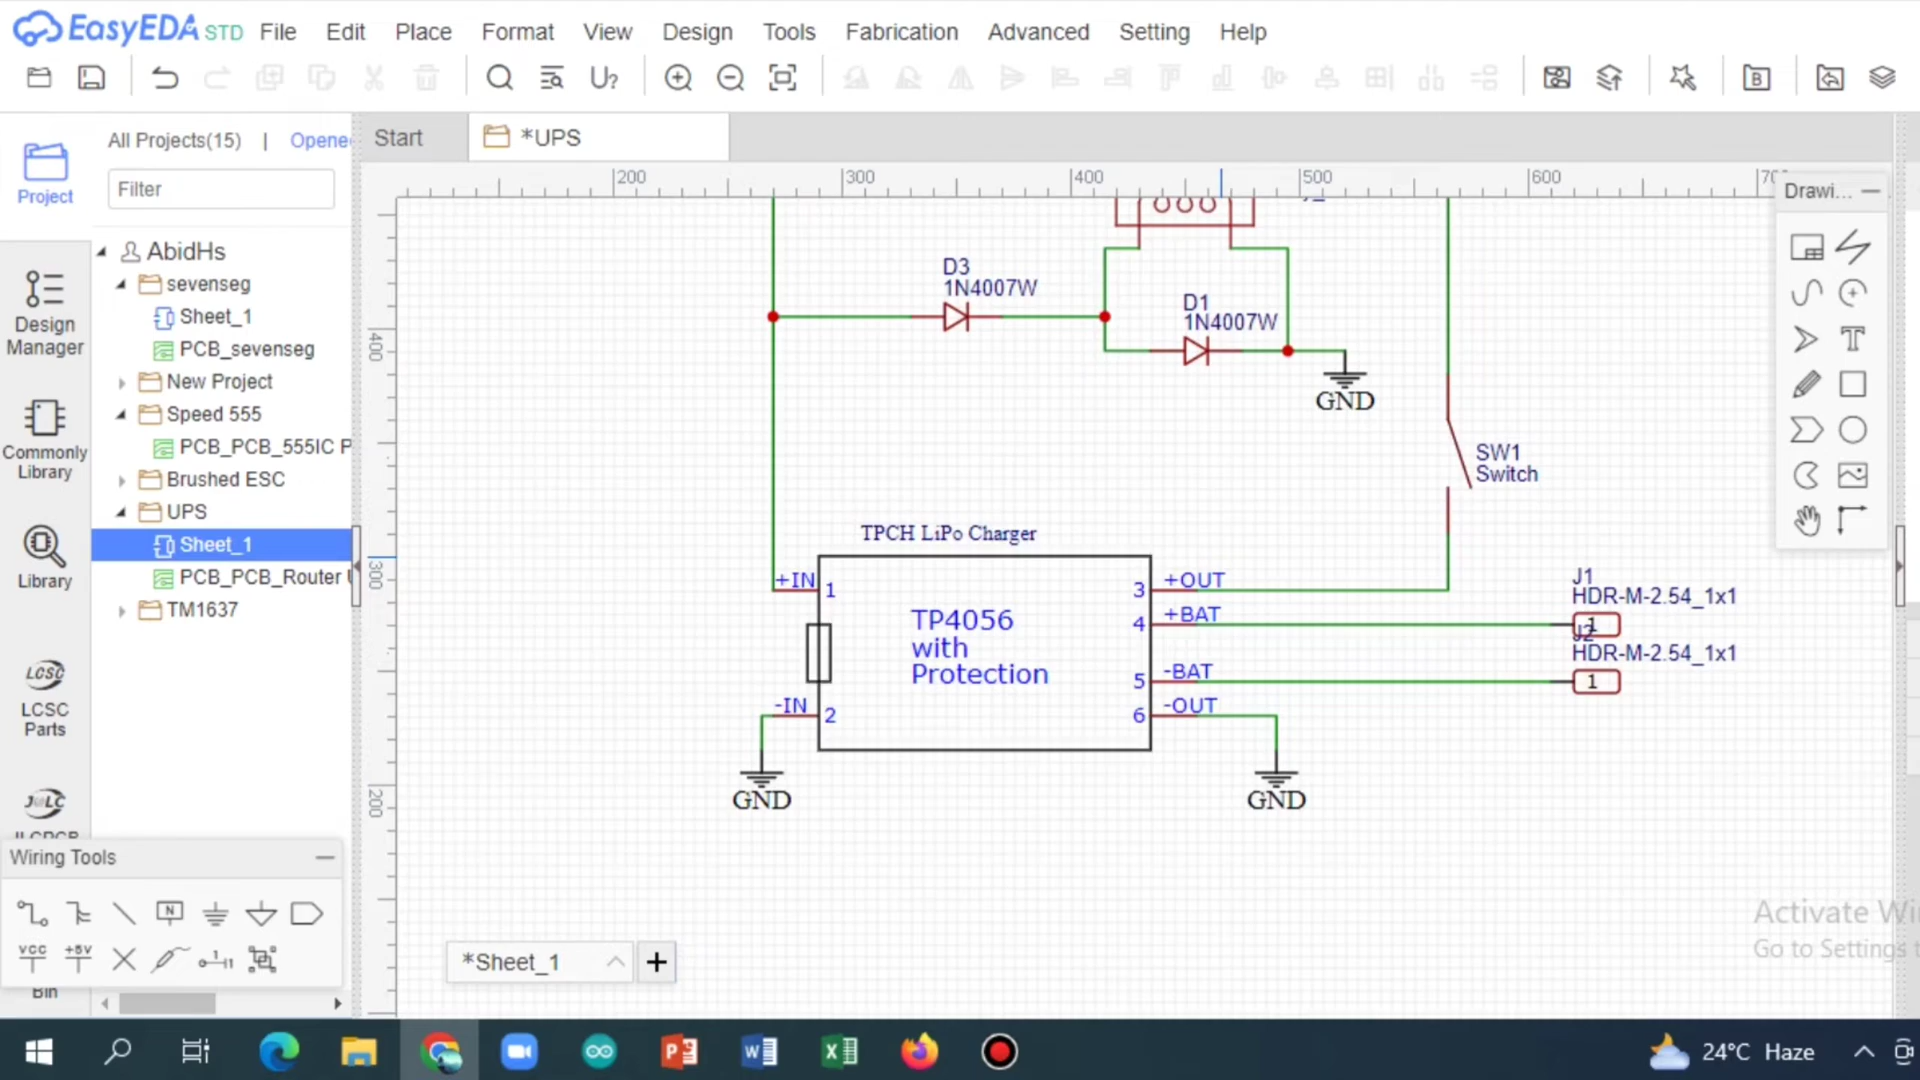 EasyEDA STD File Edit Place Format View Design Tools Fabrication Advanced Setting Help
U?
B
All Projects(15) | Opene
Start
*UPS
Project
Filter
Drawi...
200 300 400 500 600
AbidHs
sevenseg
Sheet_1
PCB_sevenseg
New Project
Speed 555
PCB_PCB_555IC P
Brushed ESC
UPS
Sheet_1
PCB_PCB_Router
TM1637
Design
Manager
Commonly
Library
Library
LCSC
LCSC
Parts
JLC
400
300
200
D3
1N4007W
D1
1N4007W
GND
SW1
Switch
TPCH LiPo Charger
+IN 1
TP4056
with
Protection
-IN 2
3 +OUT
4 +BAT
5 -BAT
6 -OUT
GND
GND
J1
HDR-M-2.54_1x1
1
J2
HDR-M-2.54_1x1
1
Wiring Tools
N
VCC +5V
Bin
*Sheet_1
Activate Wi
Go to Settings t
24°C Haze